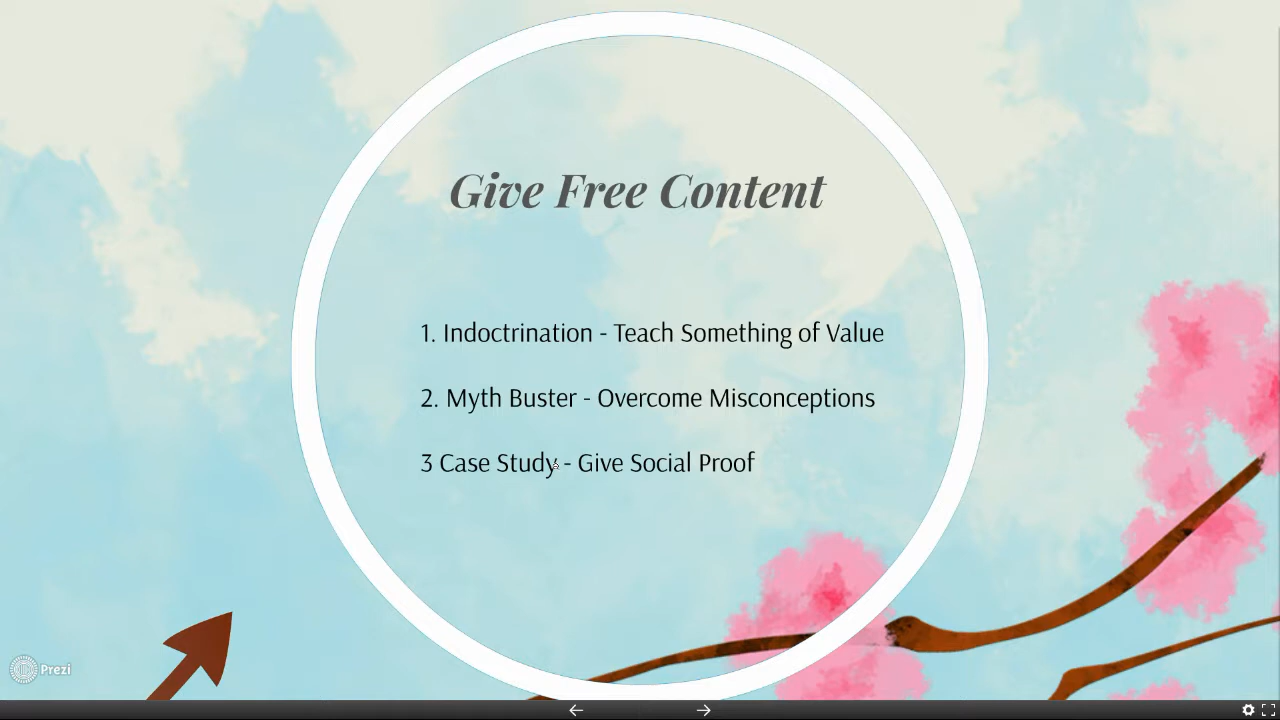 Give Free Content
1. Indoctrination - Teach Something of Value
2. Myth Buster - Overcome Misconceptions
3 Case Study - Give Social Proof
Prezi